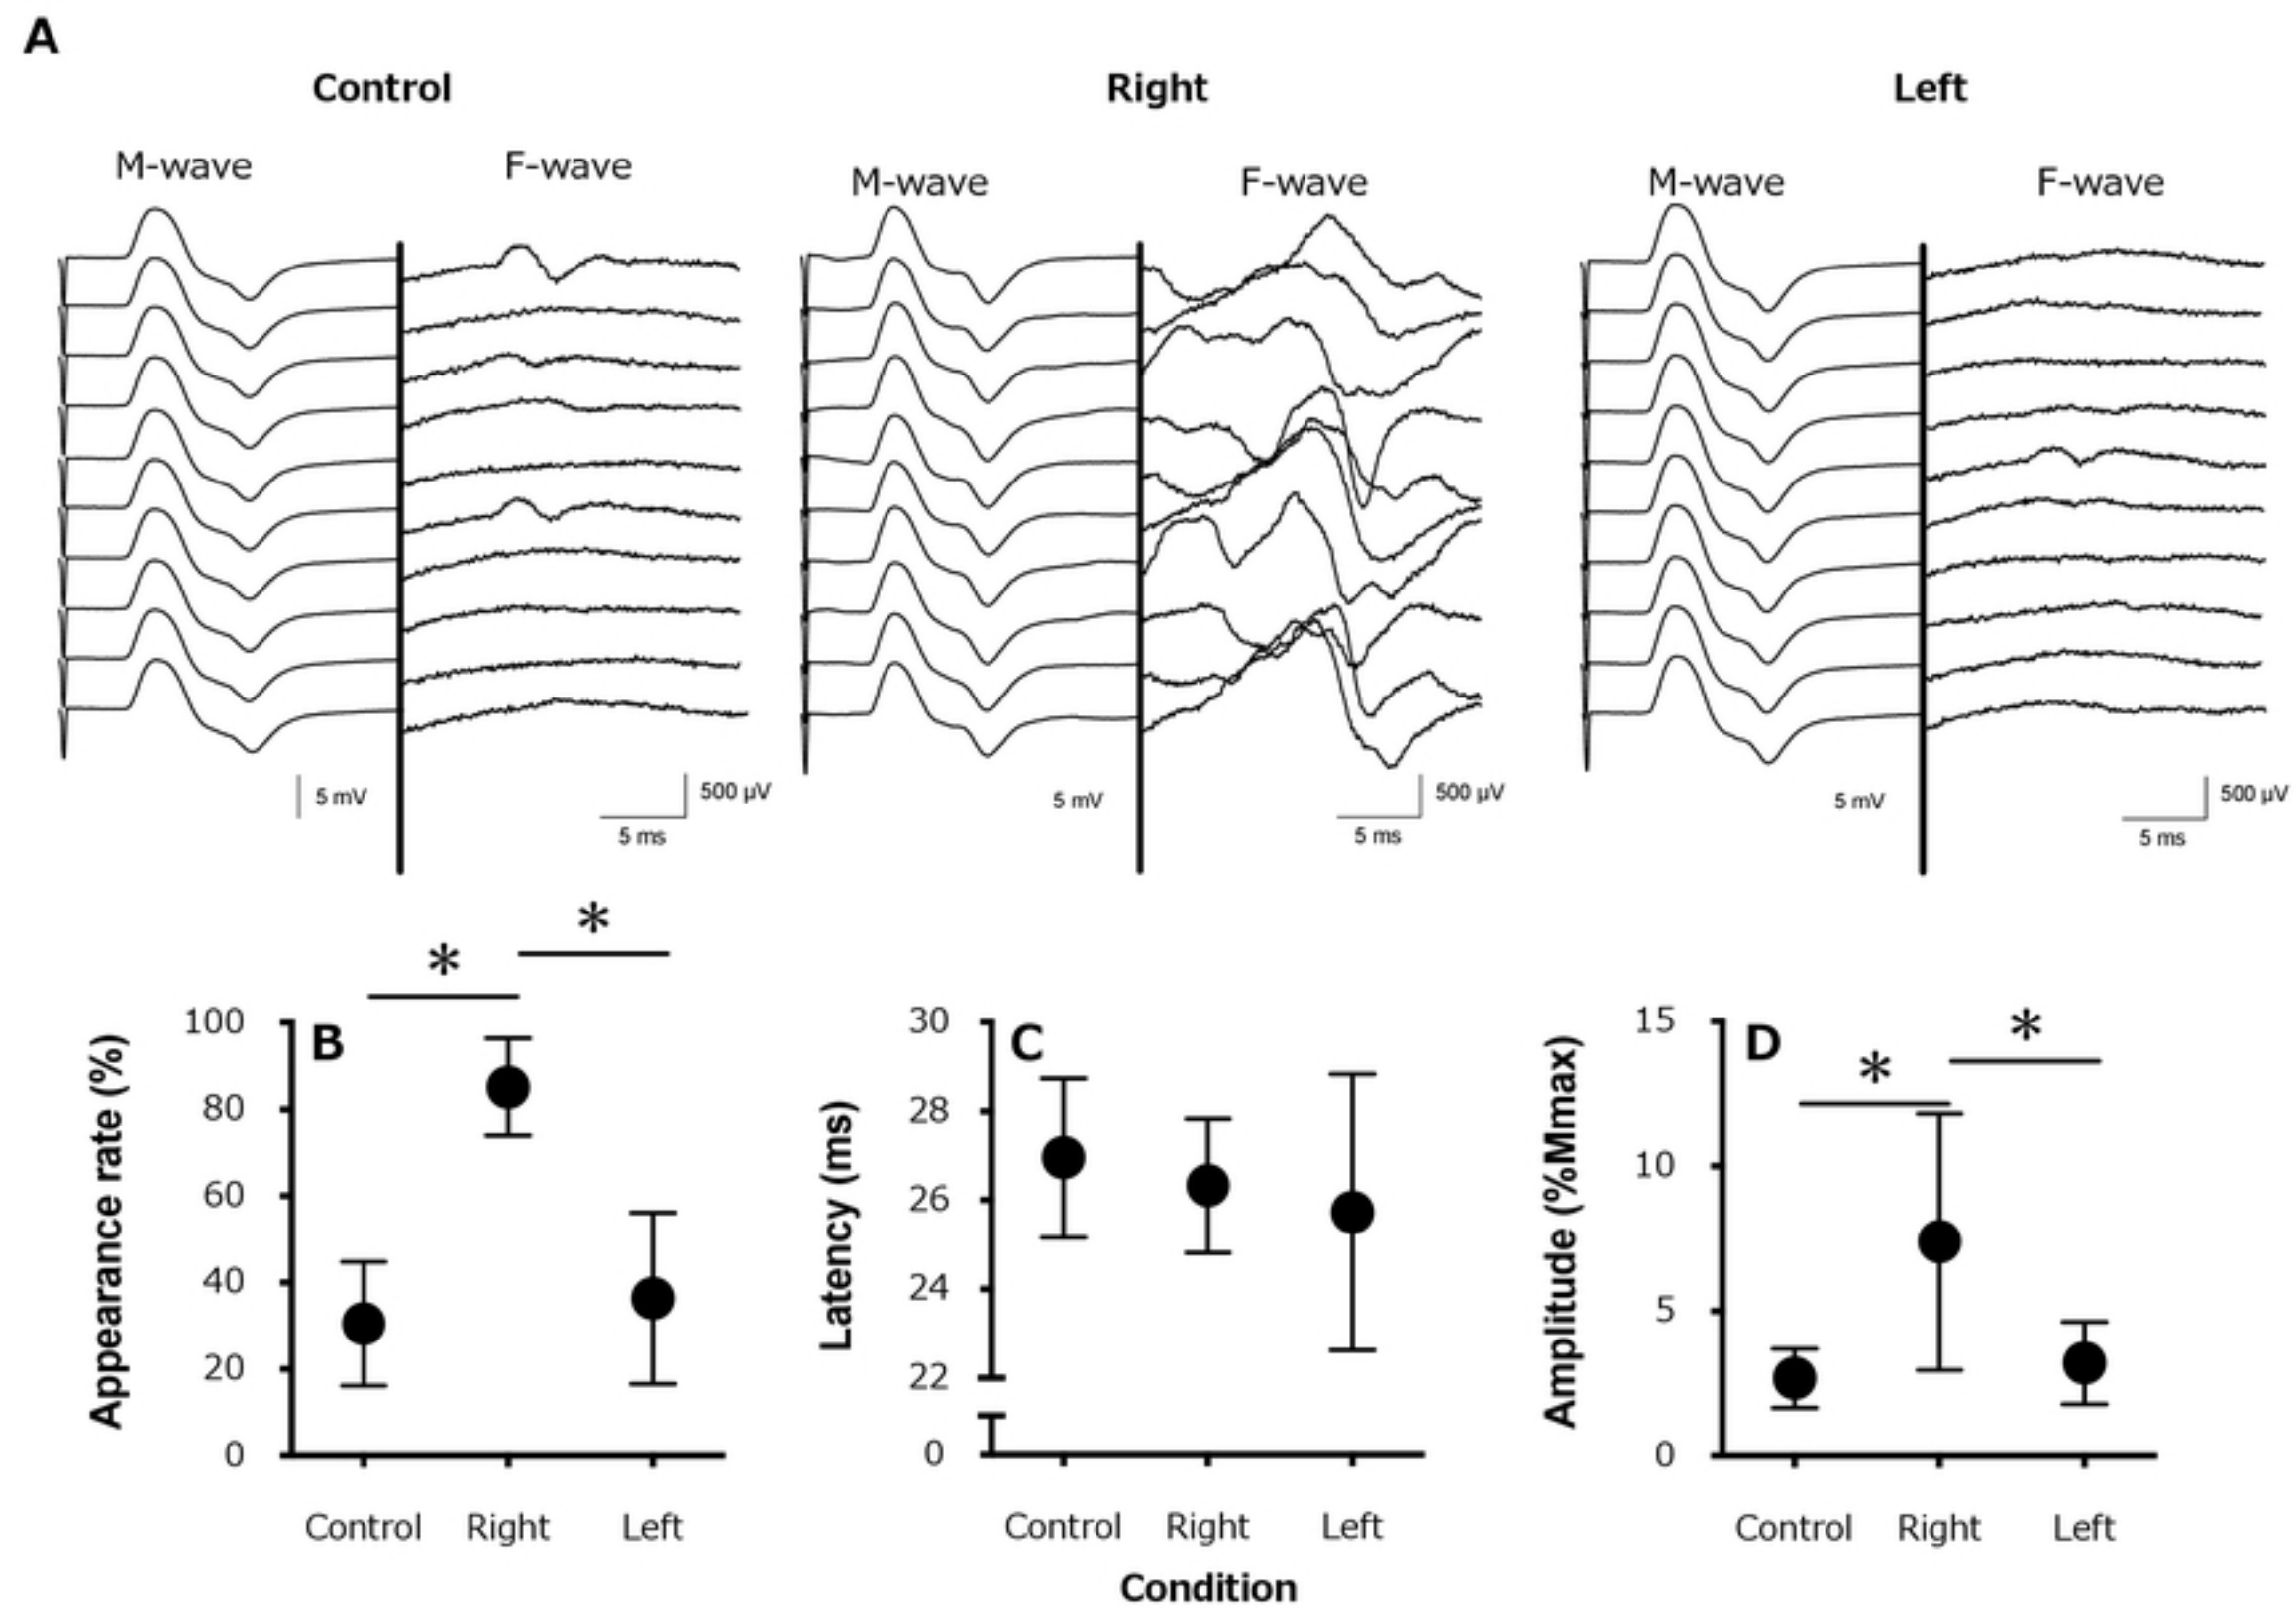 A
Control
Right
Left
M-wave
F-wave
M-wave
F-wave
M-wave
F-wave
5 mV
500 μV
5 ms
5 mV
500 μV
5 ms
5 mV
500 μV
5 ms
*
*
B
Appearance rate (%)
100
80
60
40
20
0
Control
Right
Left
C
Latency (ms)
30
28
26
24
22
0
Control
Right
Left
Condition
*
*
D
Amplitude (%Mmax)
15
10
5
0
Control
Right
Left